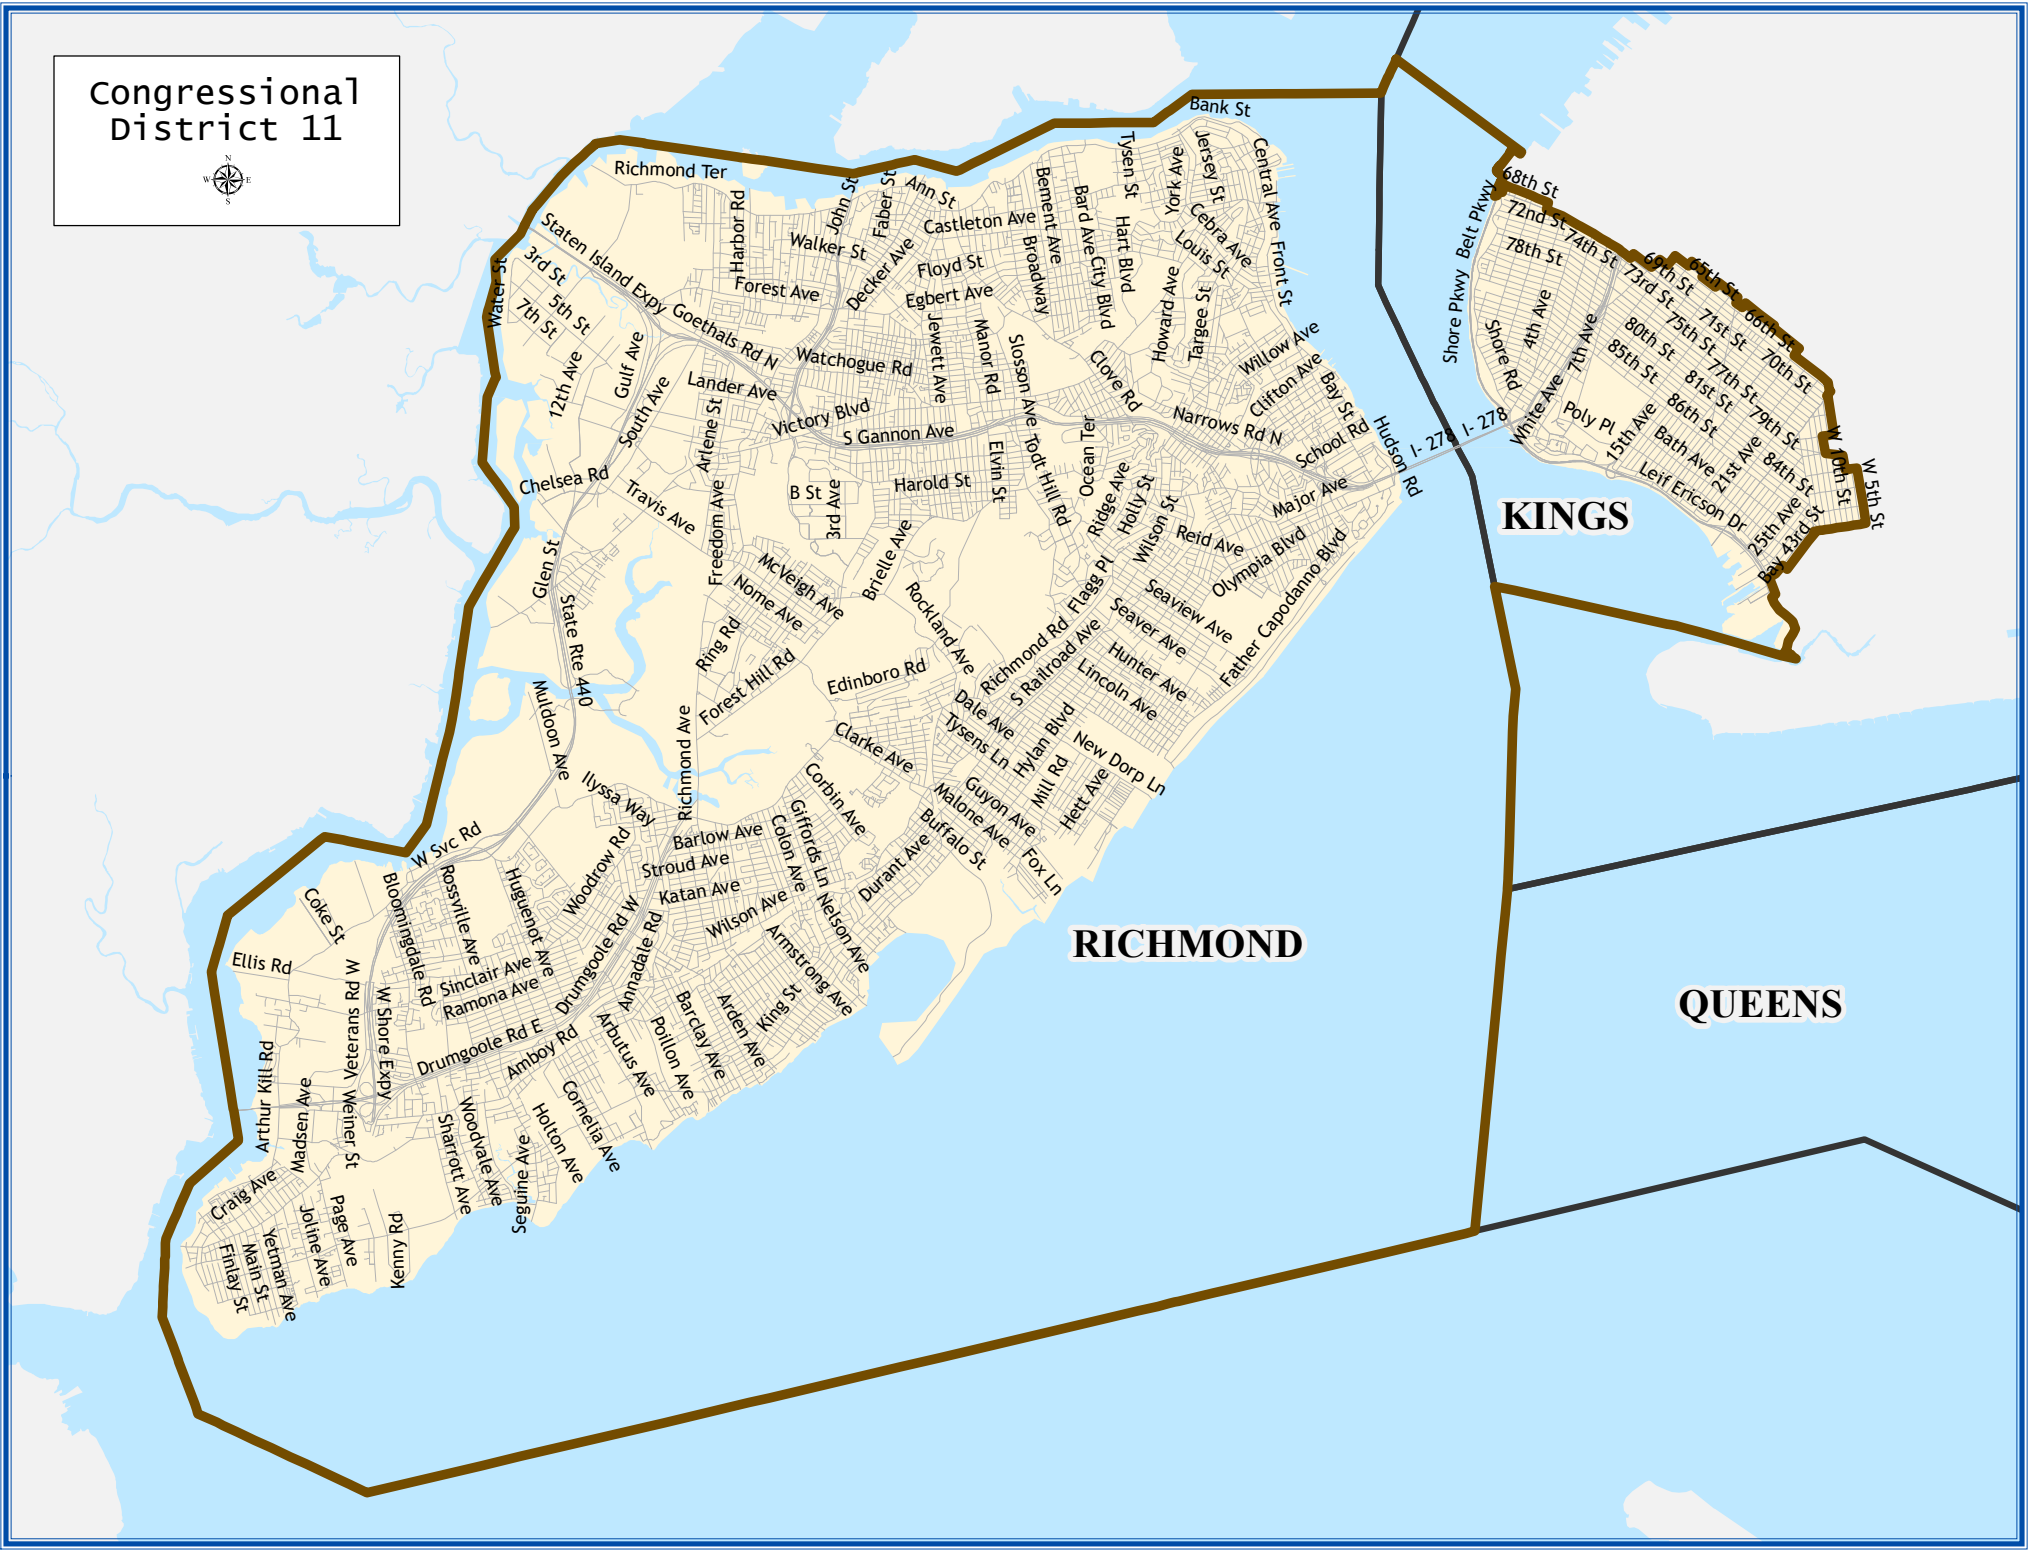 Congressional
District 11
N
W
E
S
Bank St
Richmond Ter
Harbor Rd
John St
Faber St
Ann St
Castleton Ave
Bement Ave
Bard Ave
Tysen St
York Ave
Jersey St
Central Ave
Staten Island Expy
Walker St
Decker Ave
Floyd St
Broadway
Hart Blvd
City Blvd
Cebra Ave
Louis St
Front St
3rd St
5th St
7th St
Water St
Forest Ave
Egbert Ave
Howard Ave
Targee St
Goethals Rd N
Gulf Ave
12th Ave
South Ave
Watchogue Rd
Jewett Ave
Manor Rd
Slosson Ave
Clove Rd
Willow Ave
Clifton Ave
Bay St
Lander Ave
Arlene St
Victory Blvd
S Gannon Ave
Narrows Rd N
School Rd
Hudson Rd
I- 278
I- 278
Chelsea Rd
Travis Ave
Freedom Ave
B St
3rd Ave
Harold St
Elvin St
Todt Hill Rd
Ocean Ter
Ridge Ave
Holly St
Wilson St
Major Ave
Reid Ave
Olympia Blvd
Glen St
State Rte 440
McVeigh Ave
Nome Ave
Brielle Ave
Rockland Ave
Flagg Pl
Seaview Ave
Seaver Ave
Father Capodanno Blvd
Ring Rd
Forest Hill Rd
Edinboro Rd
Richmond Rd
S Railroad Ave
Hunter Ave
Lincoln Ave
Muldon Ave
Richmond Ave
Dale Ave
Tysens Ln
Hylan Blvd
New Dorp Ln
Clarke Ave
Corbin Ave
Guyon Ave
Malone Ave
Mill Rd
Hett Ave
Ilyssa Way
Barlow Ave
Stroud Ave
Katan Ave
Giffords Ln
Colon Ave
Buffalo St
Durant Ave
Fox Ln
W Svc Rd
Woodrow Rd
Rossville Ave
Huguenot Ave
Bloomingdale Rd
Wilson Ave
Nelson Ave
Armstrong Ave
Coke St
Ellis Rd
Sinclair Ave
Ramona Ave
Drumgoole Rd W
Annadale Rd
W Shore Expy
Veterans Rd W
Drumgoole Rd E
Amboy Rd
Arbutus Ave
Poillon Ave
Barclay Ave
Arden Ave
King St
Arthur Kill Rd
Madsen Ave
Weiner St
Cornelia Ave
Holton Ave
Seguine Ave
Woodvale Ave
Sharrott Ave
Craig Ave
Page Ave
Joline Ave
Kenny Rd
Yetman Ave
Main St
Finlay St
68th St
72nd St
74th St
78th St
Belt Pkwy
Shore Pkwy
Shore Rd
4th Ave
7th Ave
White Ave
69th St
65th St
73rd St
71st St
66th St
75th St
70th St
80th St
77th St
85th St
81st St
79th St
86th St
Poly Pl
15th Ave
Bath Ave
21st Ave
84th St
Leif Ericson Dr
25th Ave
Bay 43rd St
W 10th St
W 5th St
KINGS
RICHMOND
QUEENS